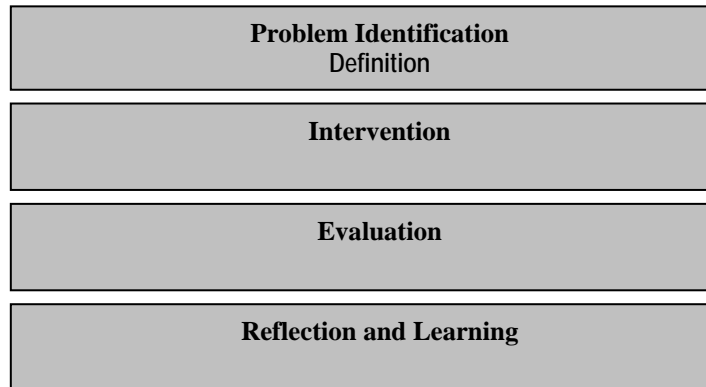 Problem Identification
Definition
Intervention
Evaluation
Reflection and Learning